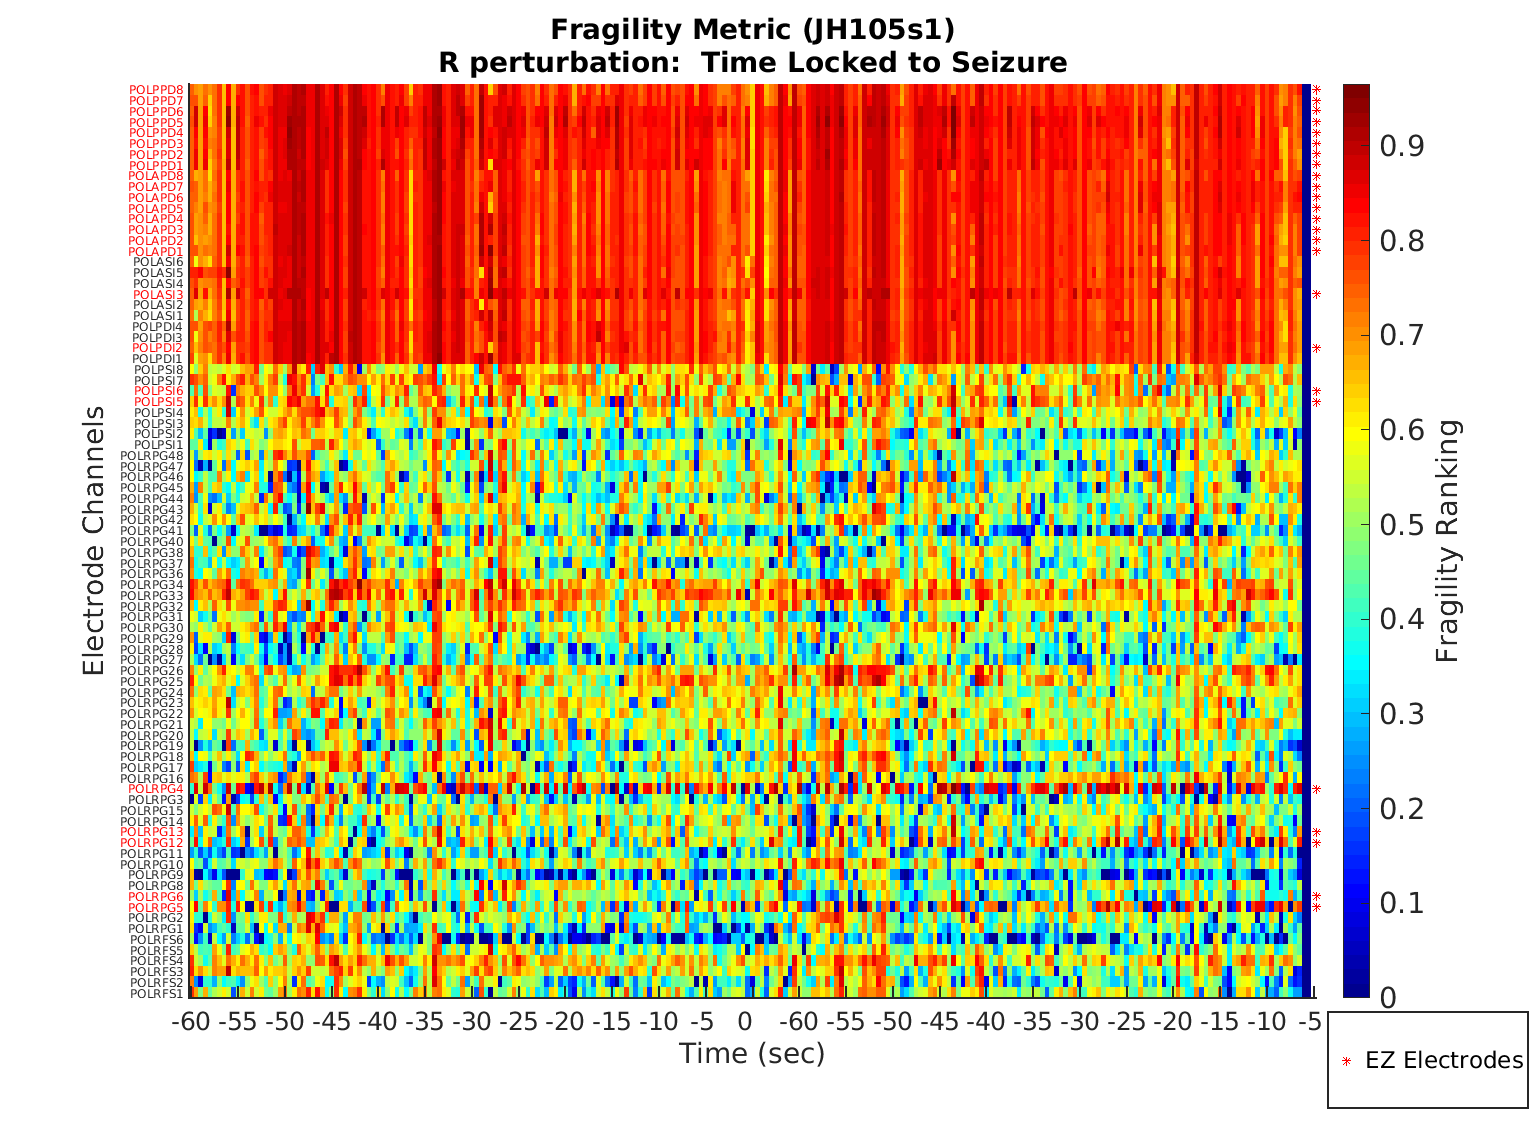 Fragility Metric (JH105s1)
R perturbation:  Time Locked to Seizure
Electrode Channels
POLPPD8
POLPPD7
POLPPD6
POLPPD5
POLPPD4
POLPPD3
POLPPD2
POLPPD1
POLAPD8
POLAPD7
POLAPD6
POLAPD5
POLAPD4
POLAPD3
POLAPD2
POLAPD1
POLASI6
POLASI5
POLASI4
POLASI3
POLASI2
POLASI1
POLPDI4
POLPDI3
POLPDI2
POLPDI1
POLPSI8
POLPSI7
POLPSI6
POLPSI5
POLPSI4
POLPSI3
POLPSI2
POLPSI1
POLRPG48
POLRPG47
POLRPG46
POLRPG45
POLRPG44
POLRPG43
POLRPG42
POLRPG41
POLRPG40
POLRPG38
POLRPG37
POLRPG36
POLRPG34
POLRPG33
POLRPG32
POLRPG31
POLRPG30
POLRPG29
POLRPG28
POLRPG27
POLRPG26
POLRPG25
POLRPG24
POLRPG23
POLRPG22
POLRPG21
POLRPG20
POLRPG19
POLRPG18
POLRPG17
POLRPG16
POLRPG4
POLRPG3
POLRPG15
POLRPG14
POLRPG13
POLRPG12
POLRPG11
POLRPG10
POLRPG9
POLRPG8
POLRPG6
POLRPG5
POLRPG2
POLRPG1
POLRFS6
POLRFS5
POLRFS4
POLRFS3
POLRFS2
POLRFS1
-60 -55 -50 -45 -40 -35 -30 -25 -20 -15 -10 -5 0 -60 -55 -50 -45 -40 -35 -30 -25 -20 -15 -10 -5
Time (sec)
0.9
0.8
0.7
0.6
0.5
0.4
0.3
0.2
0.1
0
Fragility Ranking
EZ Electrodes